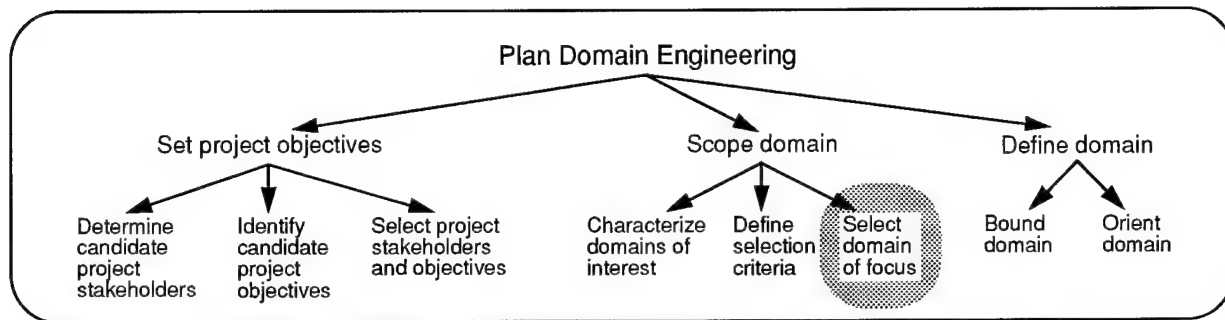 Plan Domain Engineering
Set project objectives
Scope domain
Define domain
Determine
candidate
project
stakeholders
Identify
candidate
project
objectives
Select project
stakeholders
and objectives
Characterize
domains of
interest
Define
selection
criteria
Select
domain
of focus
Bound
domain
Orient
domain